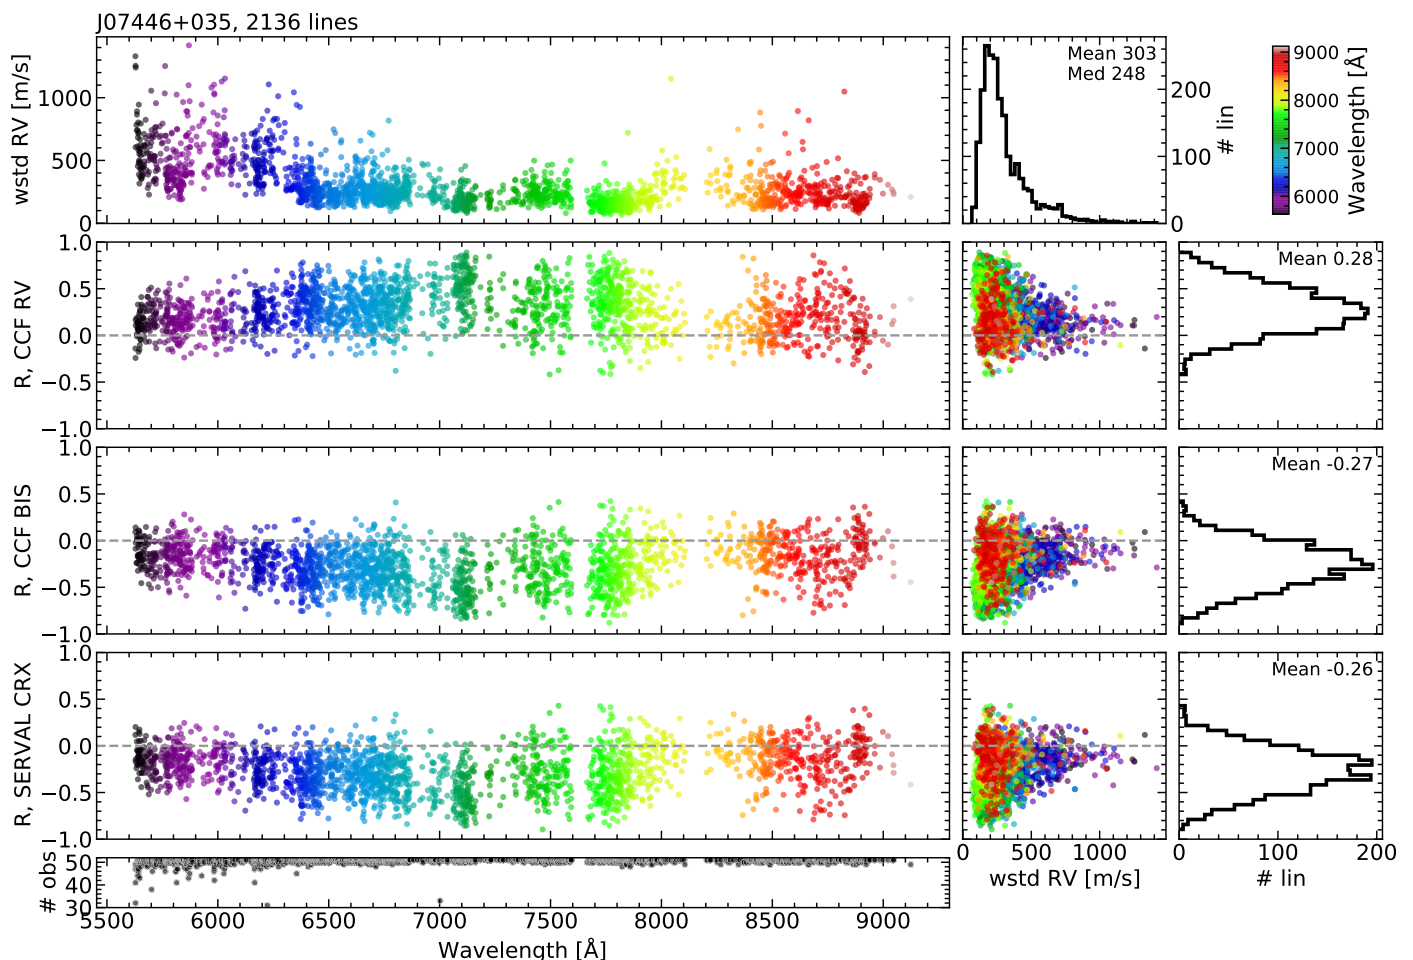 J07446+035, 2136 lines
wstd RV [m/s]
1000
500
0
Mean 303
Med 248
200
100
0
# lin
9000
8000
7000
6000
Wavelength [Å]
R, CCF RV
1.0
0.5
0.0
−0.5
−1.0
Mean 0.28
R, CCF BIS
1.0
0.5
0.0
−0.5
−1.0
Mean -0.27
R, SERVAL CRX
1.0
0.5
0.0
−0.5
−1.0
Mean -0.26
# obs
50
40
30
5500 6000 6500 7000 7500 8000 8500 9000
Wavelength [Å]
0 500 1000
wstd RV [m/s]
0 100 200
# lin